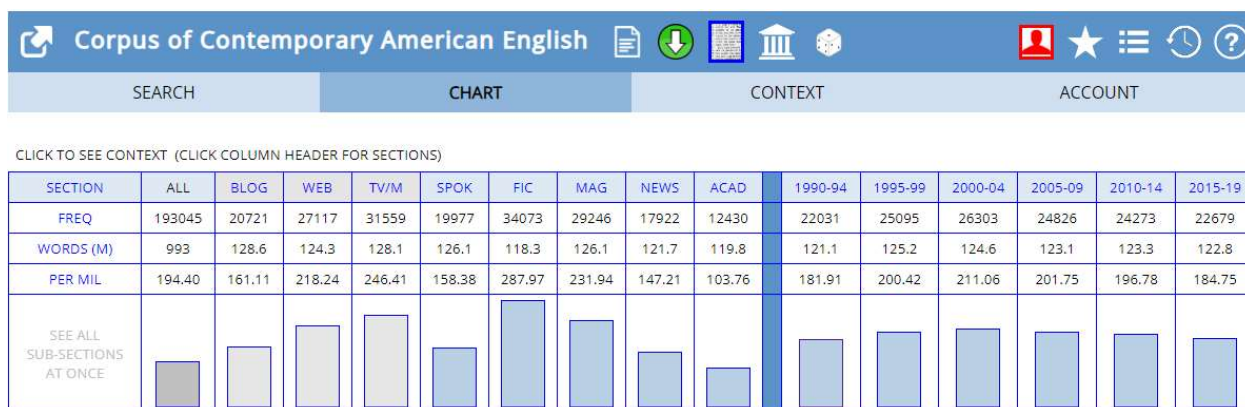 Corpus of Contemporary American English
SEARCH CHART CONTEXT ACCOUNT
CLICK TO SEE CONTEXT (CLICK COLUMN HEADER FOR SECTIONS)
SECTION ALL BLOG WEB TV/M SPOK FIC MAG NEWS ACAD 1990-94 1995-99 2000-04 2005-09 2010-14 2015-19
FREQ 193045 20721 27117 31559 19977 34073 29246 17922 12430 22031 25095 26303 24826 24273 22679
WORDS (M) 993 128.6 124.3 128.1 126.1 118.3 126.1 121.7 119.8 121.1 125.2 124.6 123.1 123.3 122.8
PER MIL 194.40 161.11 218.24 246.41 158.38 287.97 231.94 147.21 103.76 181.91 200.42 211.06 201.75 196.78 184.75
SEE ALL
SUB-SECTIONS
AT ONCE